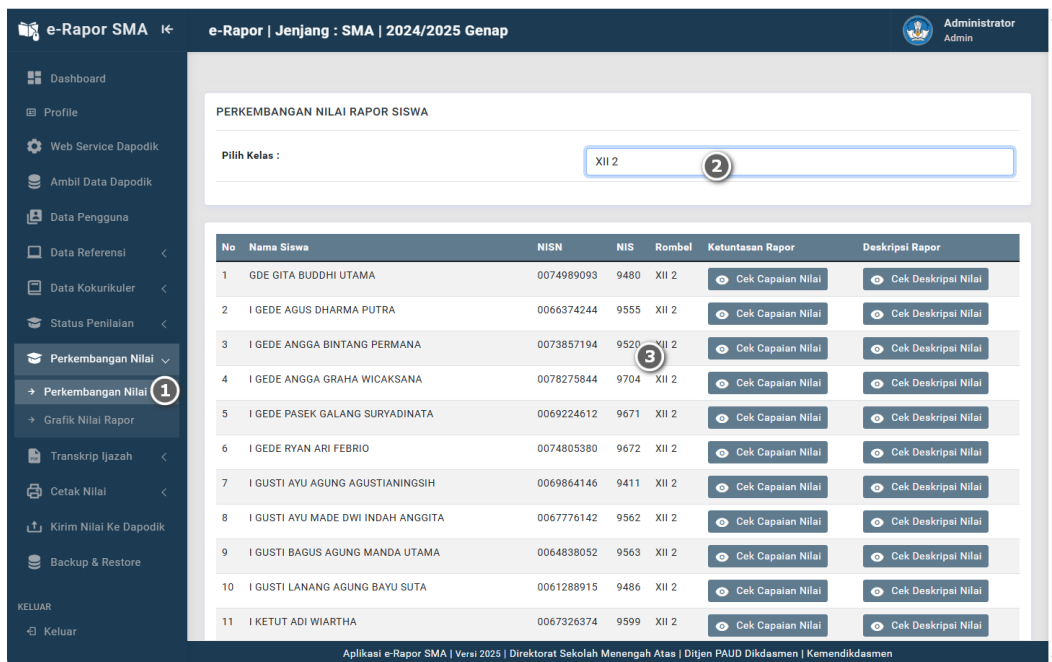 e-Rapor SMA
e-Rapor | Jenjang : SMA | 2024/2025 Genap
Administrator
Admin
Dashboard
Profile
Web Service Dapodik
Ambil Data Dapodik
Data Pengguna
Data Referensi
Data Kokurikuler
Status Penilaian
Perkembangan Nilai
Perkembangan Nilai 1
Grafik Nilai Rapor
Transkrip Ijazah
Cetak Nilai
Kirim Nilai Ke Dapodik
Backup & Restore
KELUAR
Keluar
PERKEMBANGAN NILAI RAPOR SISWA
Pilih Kelas : XII 2 2
No Nama Siswa NISN NIS Rombel Ketuntasan Rapor Deskripsi Rapor
1 GDE GITA BUDDHI UTAMA 0074989093 9480 XII 2 Cek Capaian Nilai Cek Deskripsi Nilai
2 I GEDE AGUS DHARMA PUTRA 0066374244 9555 XII 2 Cek Capaian Nilai Cek Deskripsi Nilai
3 I GEDE ANGGA BINTANG PERMANA 0073857194 9520 XII 2 Cek Capaian Nilai Cek Deskripsi Nilai
3
4 I GEDE ANGGA GRAHA WICAKSANA 0078275844 9704 XII 2 Cek Capaian Nilai Cek Deskripsi Nilai
5 I GEDE PASEK GALANG SURYADINATA 0069224612 9671 XII 2 Cek Capaian Nilai Cek Deskripsi Nilai
6 I GEDE RYAN ARI FEBRIO 0074805380 9672 XII 2 Cek Capaian Nilai Cek Deskripsi Nilai
7 I GUSTI AYU AGUNG AGUSTIANINGSIH 0069864146 9411 XII 2 Cek Capaian Nilai Cek Deskripsi Nilai
8 I GUSTI AYU MADE DWI INDAH ANGGITA 0067776142 9562 XII 2 Cek Capaian Nilai Cek Deskripsi Nilai
9 I GUSTI BAGUS AGUNG MANDA UTAMA 0064838052 9563 XII 2 Cek Capaian Nilai Cek Deskripsi Nilai
10 I GUSTI LANANG AGUNG BAYU SUTA 0061288915 9486 XII 2 Cek Capaian Nilai Cek Deskripsi Nilai
11 I KETUT ADI WIARTHA 0067326374 9599 XII 2 Cek Capaian Nilai Cek Deskripsi Nilai
Aplikasi e-Rapor SMA | Versi 2025 | Direktorat Sekolah Menengah Atas | Ditjen PAUD Dikdasmen | Kemendikdasmen